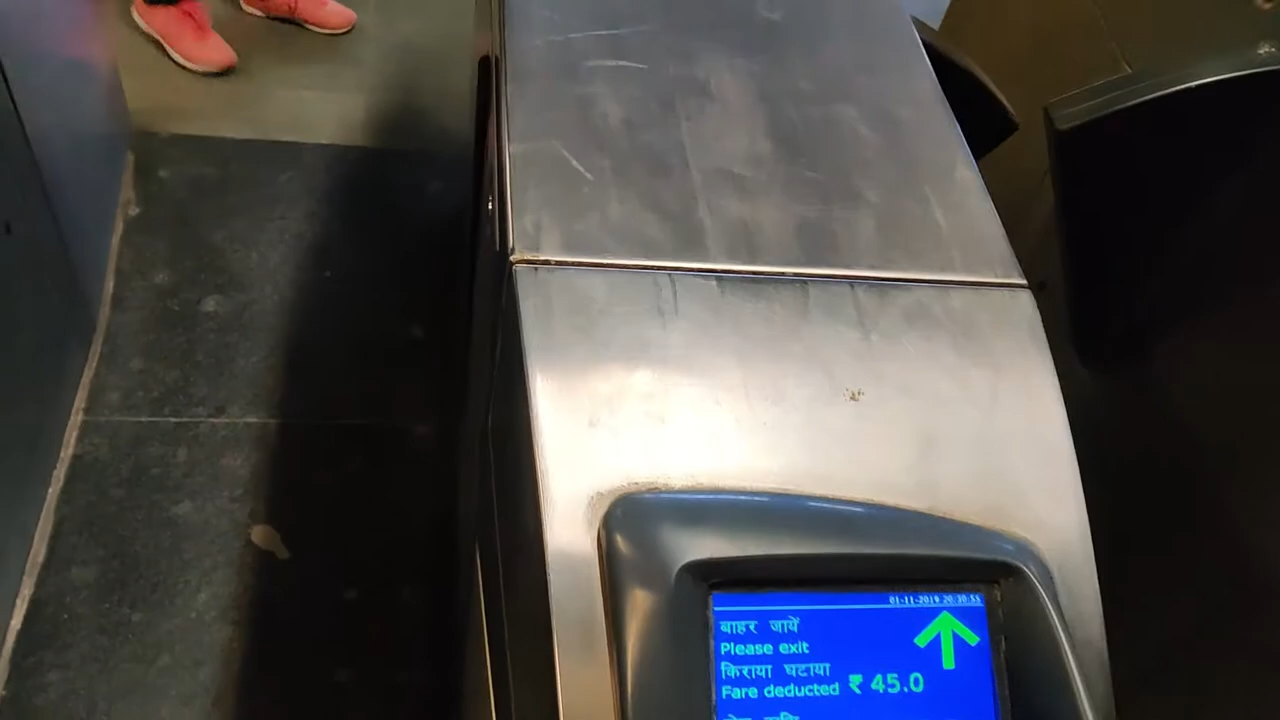 01-11-2019 20:30:55
बाहर जायें
Please exit
किराया घटाया
Fare deducted ₹ 45.0